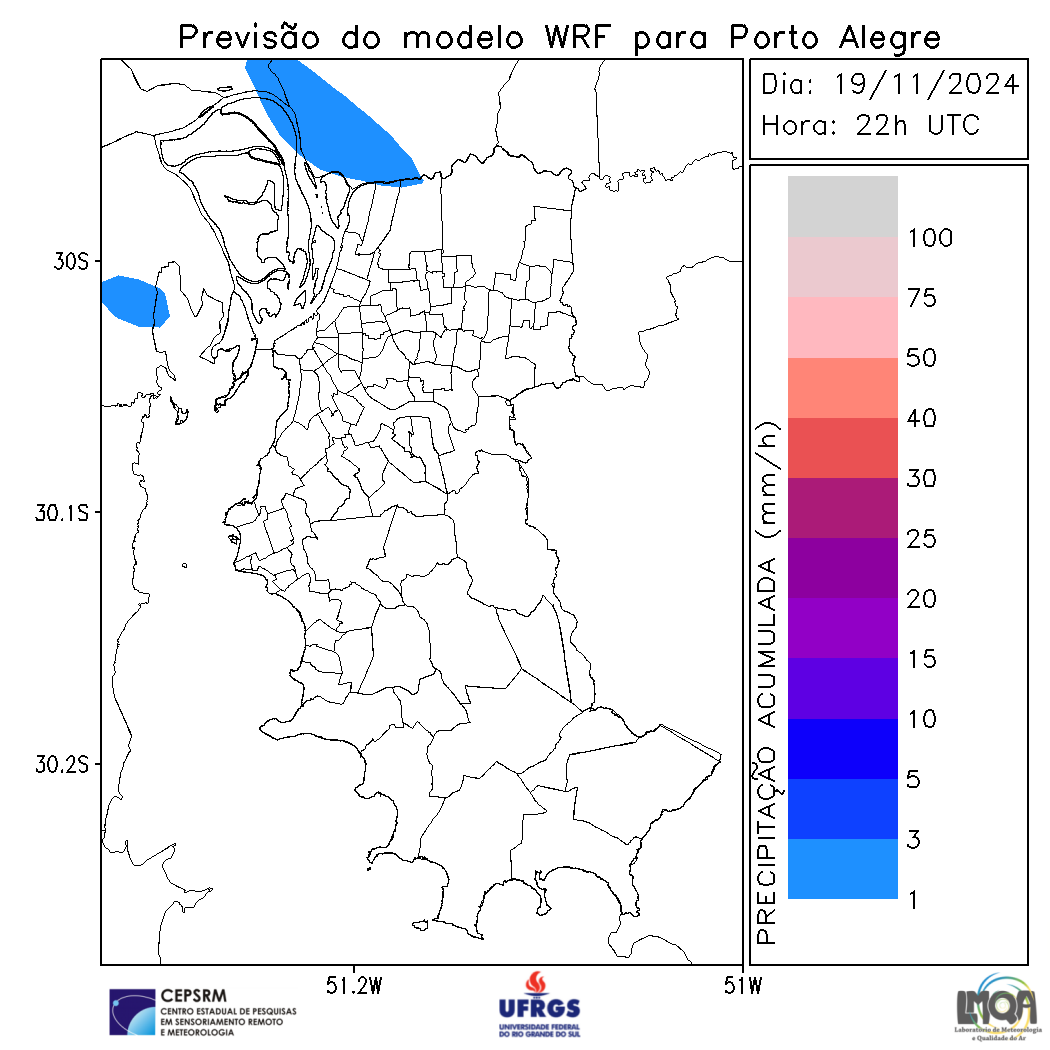 Previsão do modelo WRF para Porto Alegre
Dia: 19/11/2024
Hora: 22h UTC
30S
30.1S
30.2S
51.2W
51W
PRECIPITAÇÃO ACUMULADA (mm/h)
100
75
50
40
30
25
20
15
10
5
3
1
CEPSRM
CENTRO ESTADUAL DE PESQUISAS
EM SENSORIAMENTO REMOTO
E METEOROLOGIA
UFRGS
UNIVERSIDADE FEDERAL
DO RIO GRANDE DO SUL
LMQA
Laboratório de Meteorologia
e Qualidade do Ar